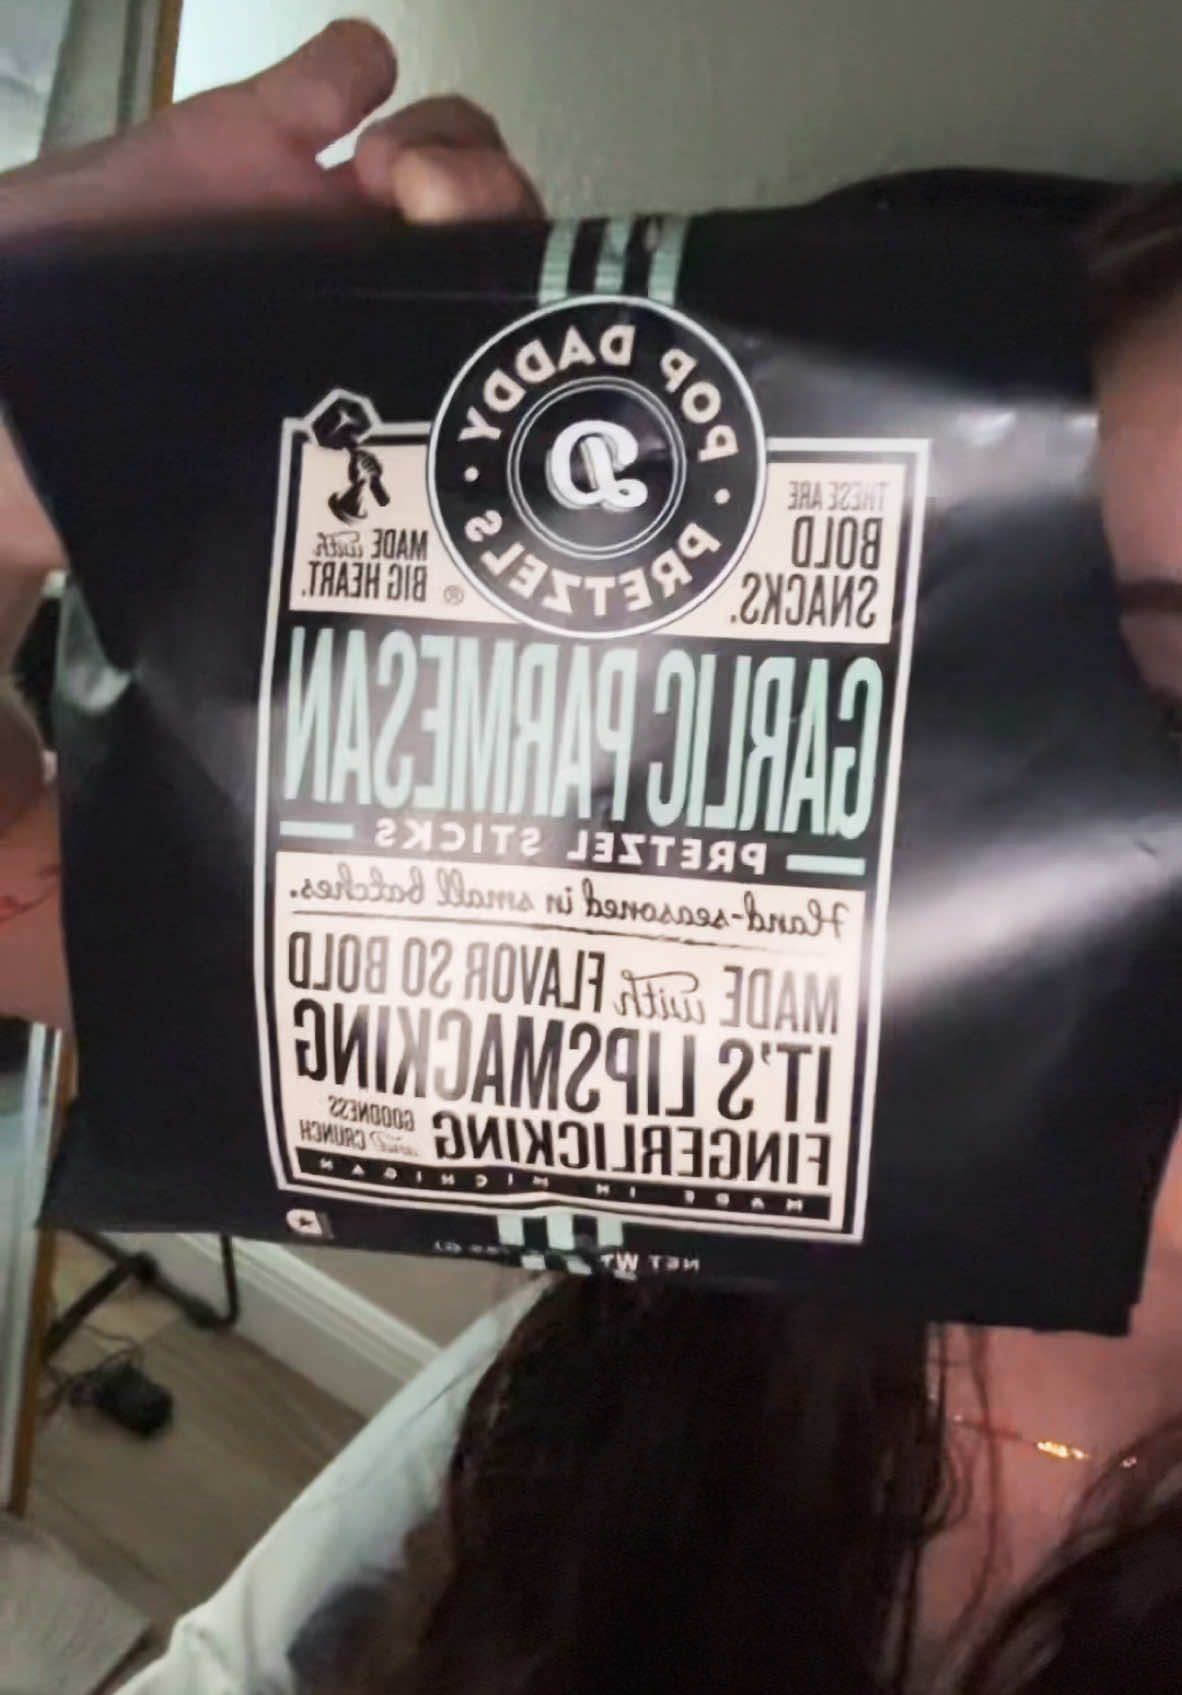 POP DADDY
PRETZELS
D
THESE ARE
BOLD
SNACKS.
MADE with
BIG HEART.
®
GARLIC PARMESAN
PRETZEL STICKS
Hand-seasoned in small batches.
MADE with FLAVOR SO BOLD
IT'S LIPSMACKING
FINGERLICKING GOODNESS and CRUNCH
MADE IN MICHIGAN
NET WT